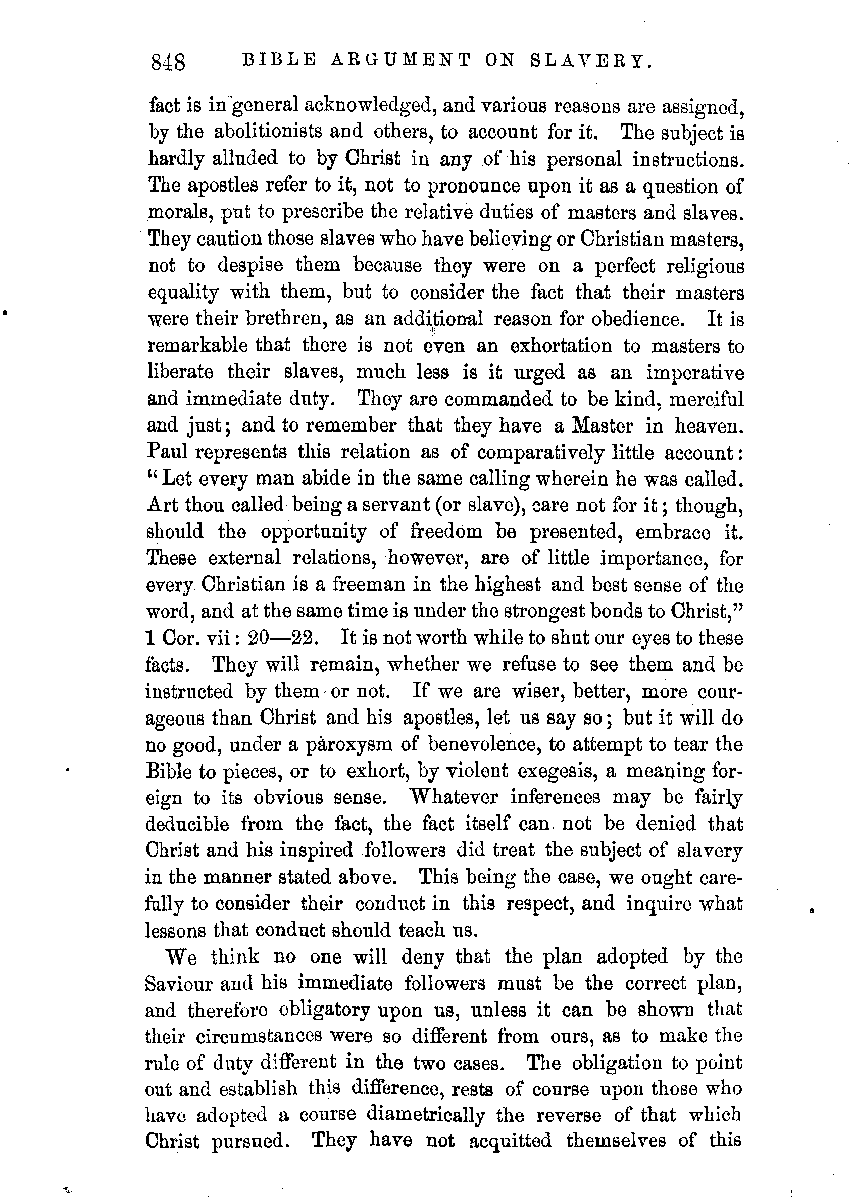 848 BIBLE ARGUMENT ON SLAVERY.
fact is in general acknowledged, and various reasons are assigned,
by the abolitionists and others, to account for it. The subject is
hardly alluded to by Christ in any of his personal instructions.
The apostles refer to it, not to pronounce upon it as a question of
morals, put to prescribe the relative duties of masters and slaves.
They caution those slaves who have believing or Christian masters,
not to despise them because they were on a perfect religious
equality with them, but to consider the fact that their masters
were their brethren, as an additional reason for obedience. It is
remarkable that there is not even an exhortation to masters to
liberate their slaves, much less is it urged as an imperative
and immediate duty. They are commanded to be kind, merciful
and just; and to remember that they have a Master in heaven.
Paul represents this relation as of comparatively little account:
"Let every man abide in the same calling wherein he was called.
Art thou called being a servant (or slave), care not for it; though,
should the opportunity of freedom be presented, embrace it.
These external relations, however, are of little importance, for
every Christian is a freeman in the highest and best sense of the
word, and at the same time is under the strongest bonds to Christ,"
1 Cor. vii: 20—22. It is not worth while to shut our eyes to these
facts. They will remain, whether we refuse to see them and be
instructed by them or not. If we are wiser, better, more cour-
ageous than Christ and his apostles, let us say so; but it will do
no good, under a paroxysm of benevolence, to attempt to tear the
Bible to pieces, or to exhort, by violent exegesis, a meaning for-
eign to its obvious sense. Whatever inferences may be fairly
deducible from the fact, the fact itself can not be denied that
Christ and his inspired followers did treat the subject of slavery
in the manner stated above. This being the case, we ought care-
fully to consider their conduct in this respect, and inquire what
lessons that conduct should teach us.
We think no one will deny that the plan adopted by the
Saviour and his immediate followers must be the correct plan,
and therefore obligatory upon us, unless it can be shown that
their circumstances were so different from ours, as to make the
rule of duty different in the two cases. The obligation to point
out and establish this difference, rests of course upon those who
have adopted a course diametrically the reverse of that which
Christ pursued. They have not acquitted themselves of this